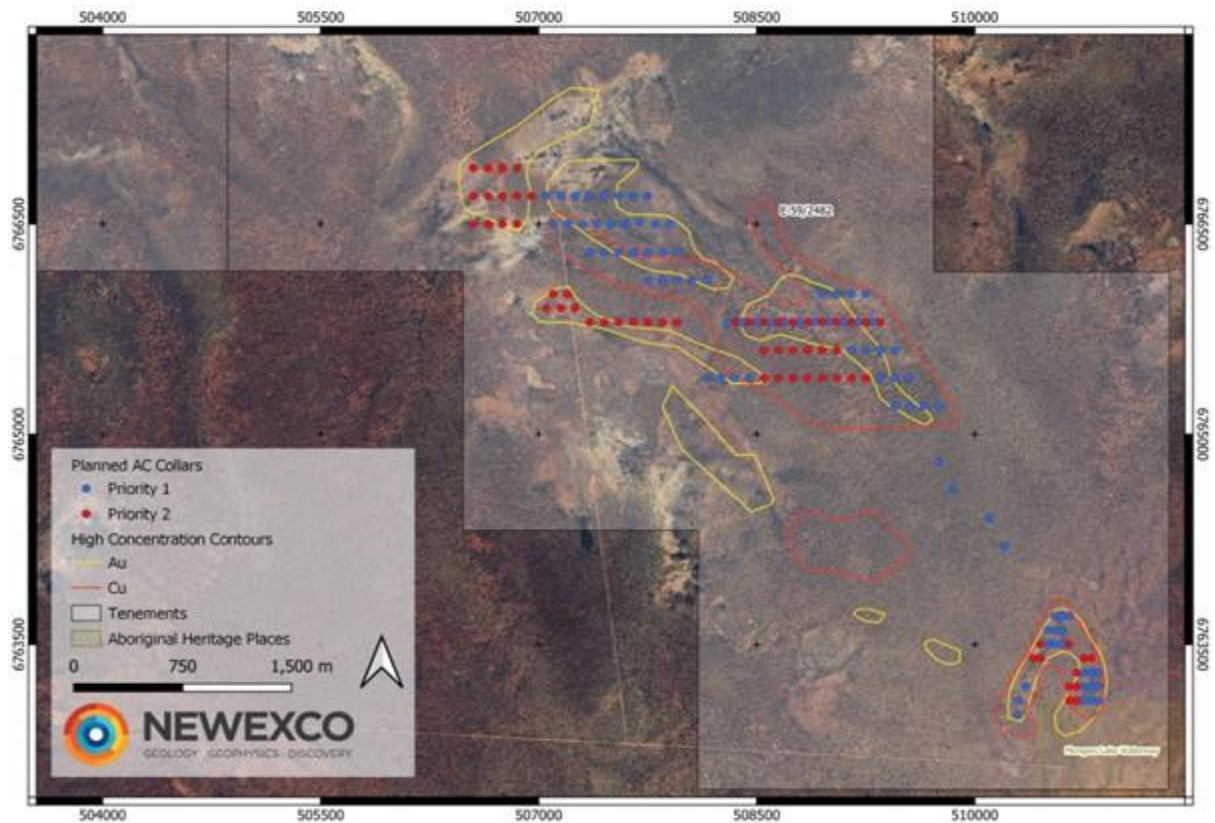 504000 505500 507000 508500 510000
6766500 6766500
E 59/2482
6765000 6765000
Planned AC Collars
Priority 1
Priority 2
High Concentration Contours
Au
Cu
Tenements
Aboriginal Heritage Places
0 750 1,500 m
6763500 6763500
NEWEXCO
GEOLOGY GEOPHYSICS DISCOVERY
504000 505500 507000 508500 510000